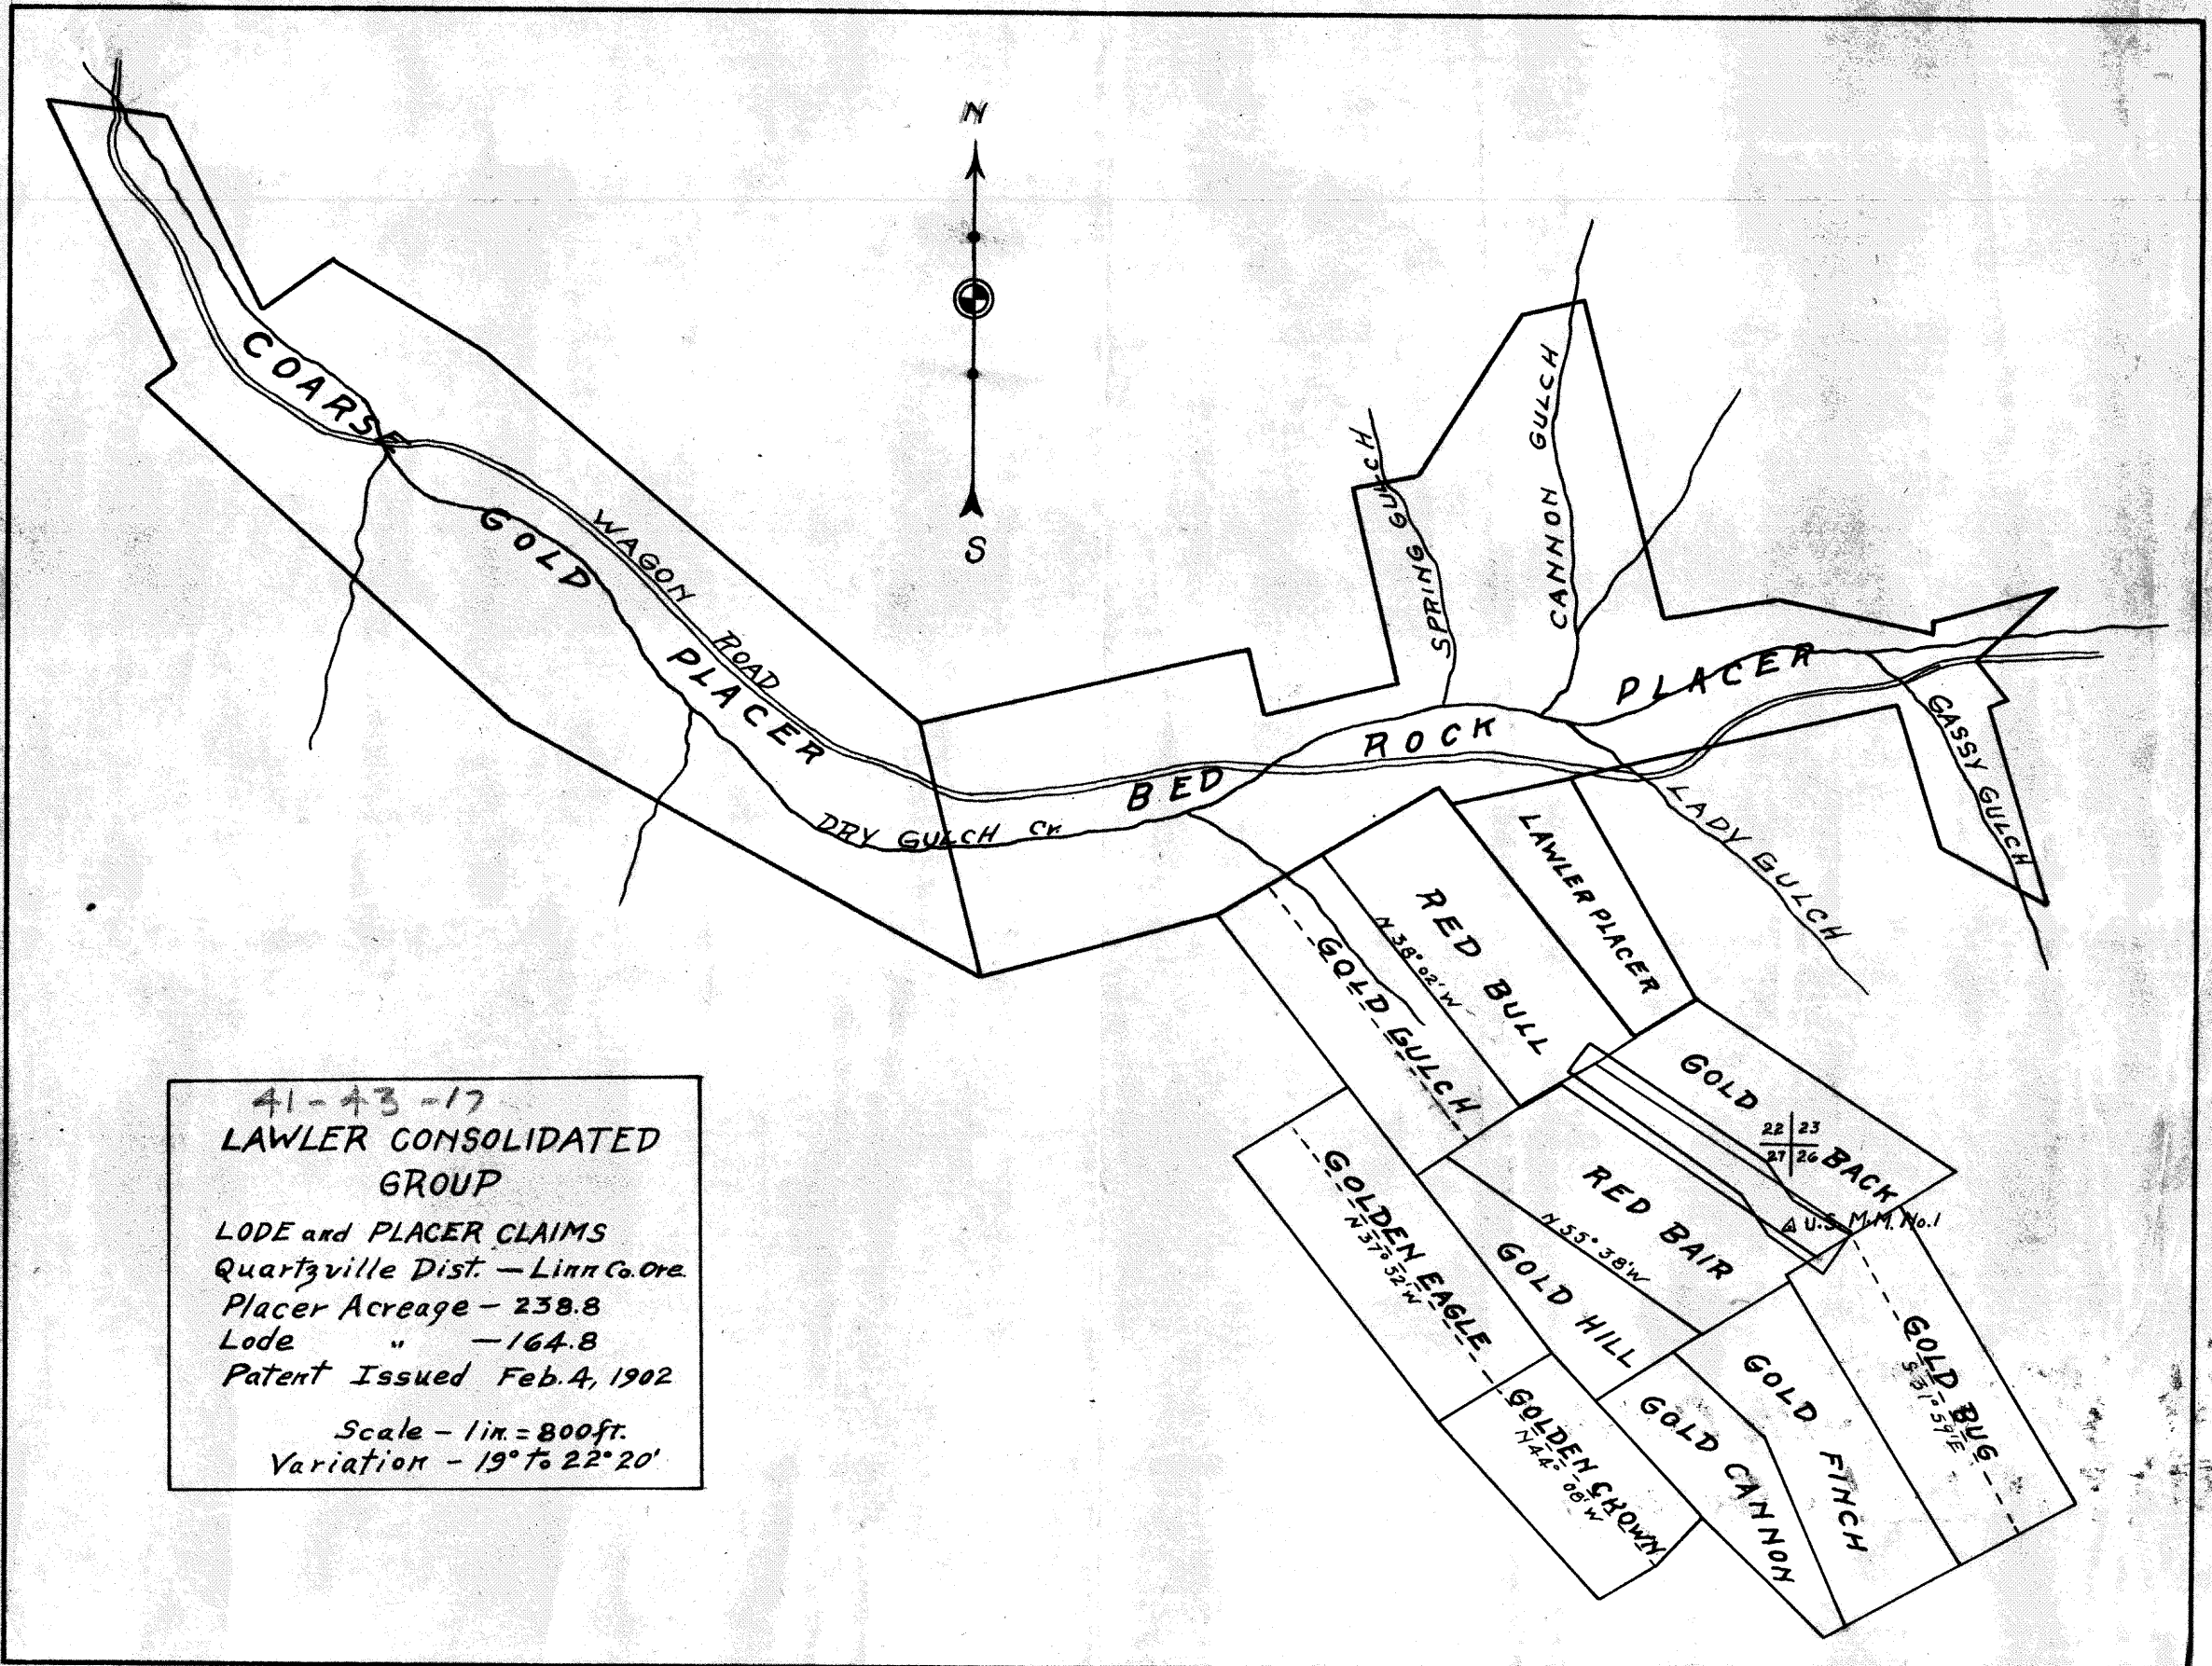 N
S
COARSE GOLD PLACER
WAGON ROAD
DRY GULCH Cr.
BED ROCK PLACER
SPRING GULCH
CANNON GULCH
GASSY GULCH
LADY GULCH
LAWLER PLACER
RED BULL
N 38° 02' W
GOLD GULCH
GOLD BACK
22 23
27 26
U.S. M.M. No. 1
RED BAIR
N 55° 38' W
GOLD HILL
GOLDEN EAGLE
N 37° 52' W
GOLDEN CROWN
N 44° 08' W
GOLD CANNON
GOLD FINCH
GOLD BUG
S 31° 59' E
41-43-17
LAWLER CONSOLIDATED
GROUP
LODE and PLACER CLAIMS
Quartzville Dist. — Linn Co. Ore.
Placer Acreage — 238.8
Lode " — 164.8
Patent Issued Feb. 4, 1902
Scale — 1 in. = 800 ft.
Variation — 19° to 22° 20'